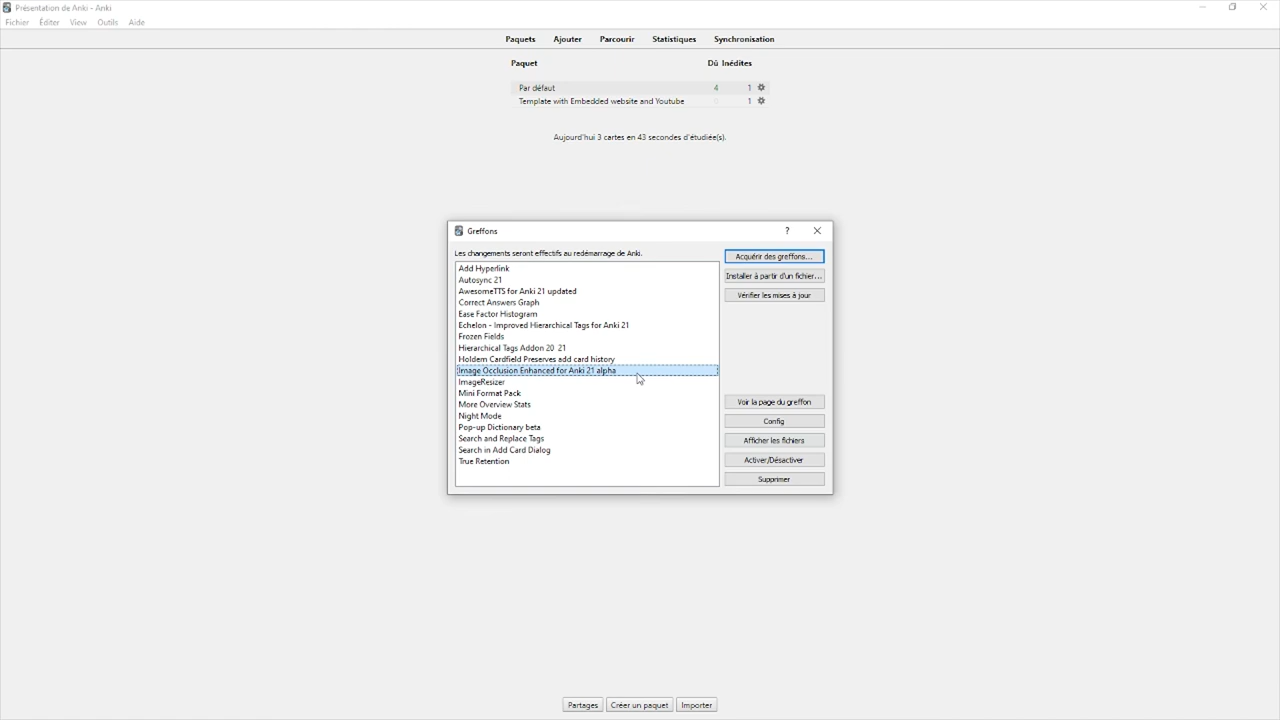 Présentation de Anki - Anki
Fichier Éditer View Outils Aide
Paquets Ajouter Parcourir Statistiques Synchronisation
Paquet Dû Inédites
Par défaut 4 1
Template with Embedded website and Youtube 0 1
Aujourd'hui 3 cartes en 43 secondes d'étudiée(s).
Greffons ?
Les changements seront effectifs au redémarrage de Anki.
Add Hyperlink
Autosync 21
AwesomeTTS for Anki 21 updated
Correct Answers Graph
Ease Factor Histogram
Echelon - Improved Hierarchical Tags for Anki 21
Frozen Fields
Hierarchical Tags Addon 20 21
Holdem Cardfield Preserves add card history
Image Occlusion Enhanced for Anki 21 alpha
ImageResizer
Mini Format Pack
More Overview Stats
Night Mode
Pop-up Dictionary beta
Search and Replace Tags
Search in Add Card Dialog
True Retention
Acquérir des greffons...
Installer à partir d'un fichier...
Vérifier les mises à jour
Voir la page du greffon
Config
Afficher les fichiers
Activer/Désactiver
Supprimer
Partages Créer un paquet Importer